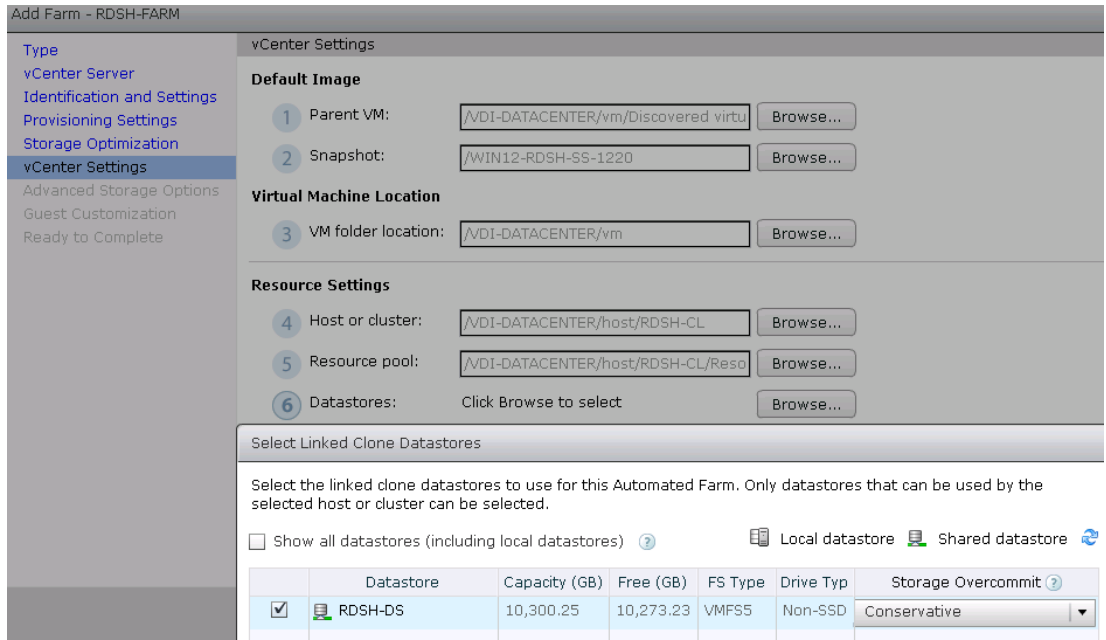 Add Farm - RDSH-FARM
Type
vCenter Server
Identification and Settings
Provisioning Settings
Storage Optimization
vCenter Settings
Advanced Storage Options
Guest Customization
Ready to Complete
vCenter Settings
Default Image
1 Parent VM: /VDI-DATACENTER/vm/Discovered virtu Browse...
2 Snapshot: /WIN12-RDSH-SS-1220 Browse...
Virtual Machine Location
3 VM folder location: /VDI-DATACENTER/vm Browse...
Resource Settings
4 Host or cluster: /VDI-DATACENTER/host/RDSH-CL Browse...
5 Resource pool: /VDI-DATACENTER/host/RDSH-CL/Reso Browse...
6 Datastores: Click Browse to select Browse...
Select Linked Clone Datastores
Select the linked clone datastores to use for this Automated Farm. Only datastores that can be used by the
selected host or cluster can be selected.
Show all datastores (including local datastores) ? Local datastore Shared datastore
Datastore Capacity (GB) Free (GB) FS Type Drive Typ Storage Overcommit ?
RDSH-DS 10,300.25 10,273.23 VMFS5 Non-SSD Conservative